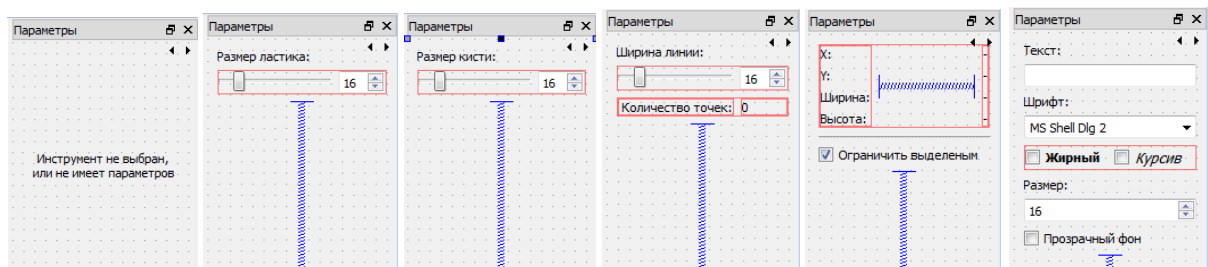 Параметры
Инструмент не выбран,
или не имеет параметров
Параметры
Размер ластика:
16
Параметры
Размер кисти:
16
Параметры
Ширина линии:
16
Количество точек: 0
Параметры
X: -
Y: -
Ширина: -
Высота: -
Ограничить выделеным
Параметры
Текст:
Шрифт:
MS Shell Dlg 2
Жирный Курсив
Размер:
16
Прозрачный фон